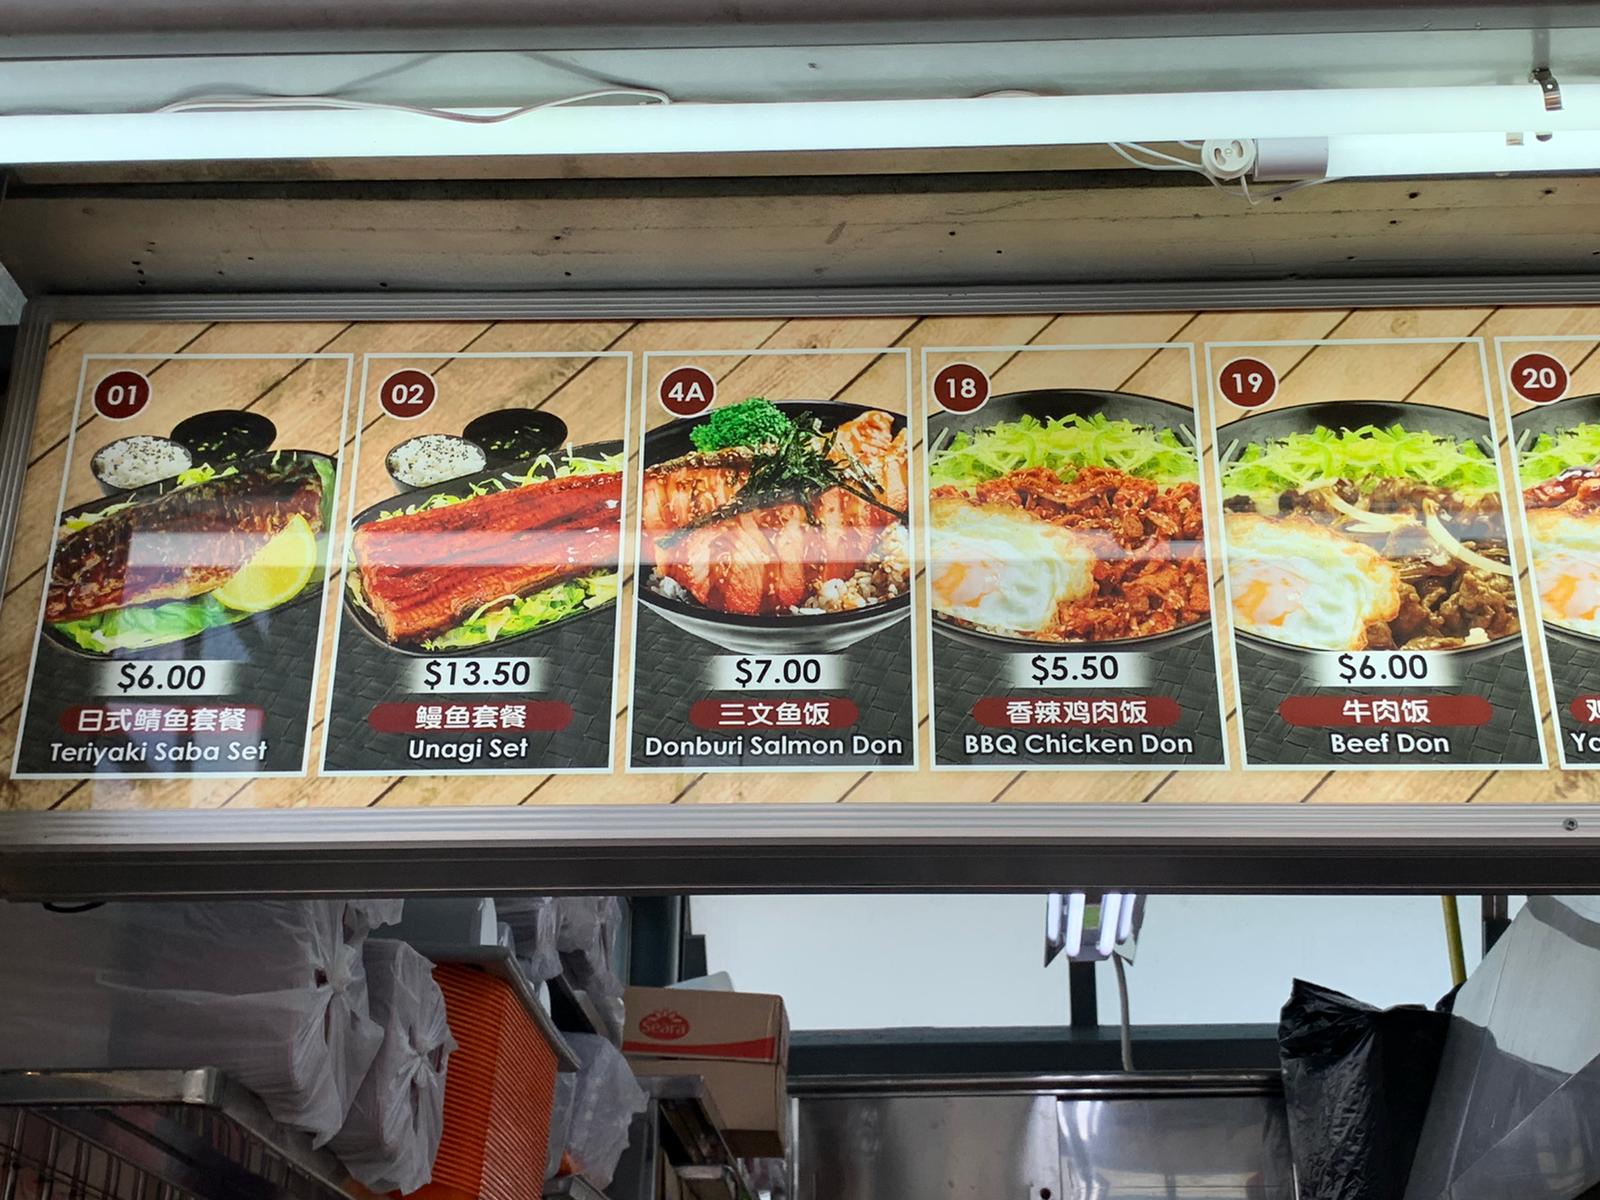 01
$6.00
日式鲭鱼套餐
Teriyaki Saba Set
02
$13.50
鳗鱼套餐
Unagi Set
4A
$7.00
三文鱼饭
Donburi Salmon Don
18
$5.50
香辣鸡肉饭
BBQ Chicken Don
19
$6.00
牛肉饭
Beef Don
20
Seara